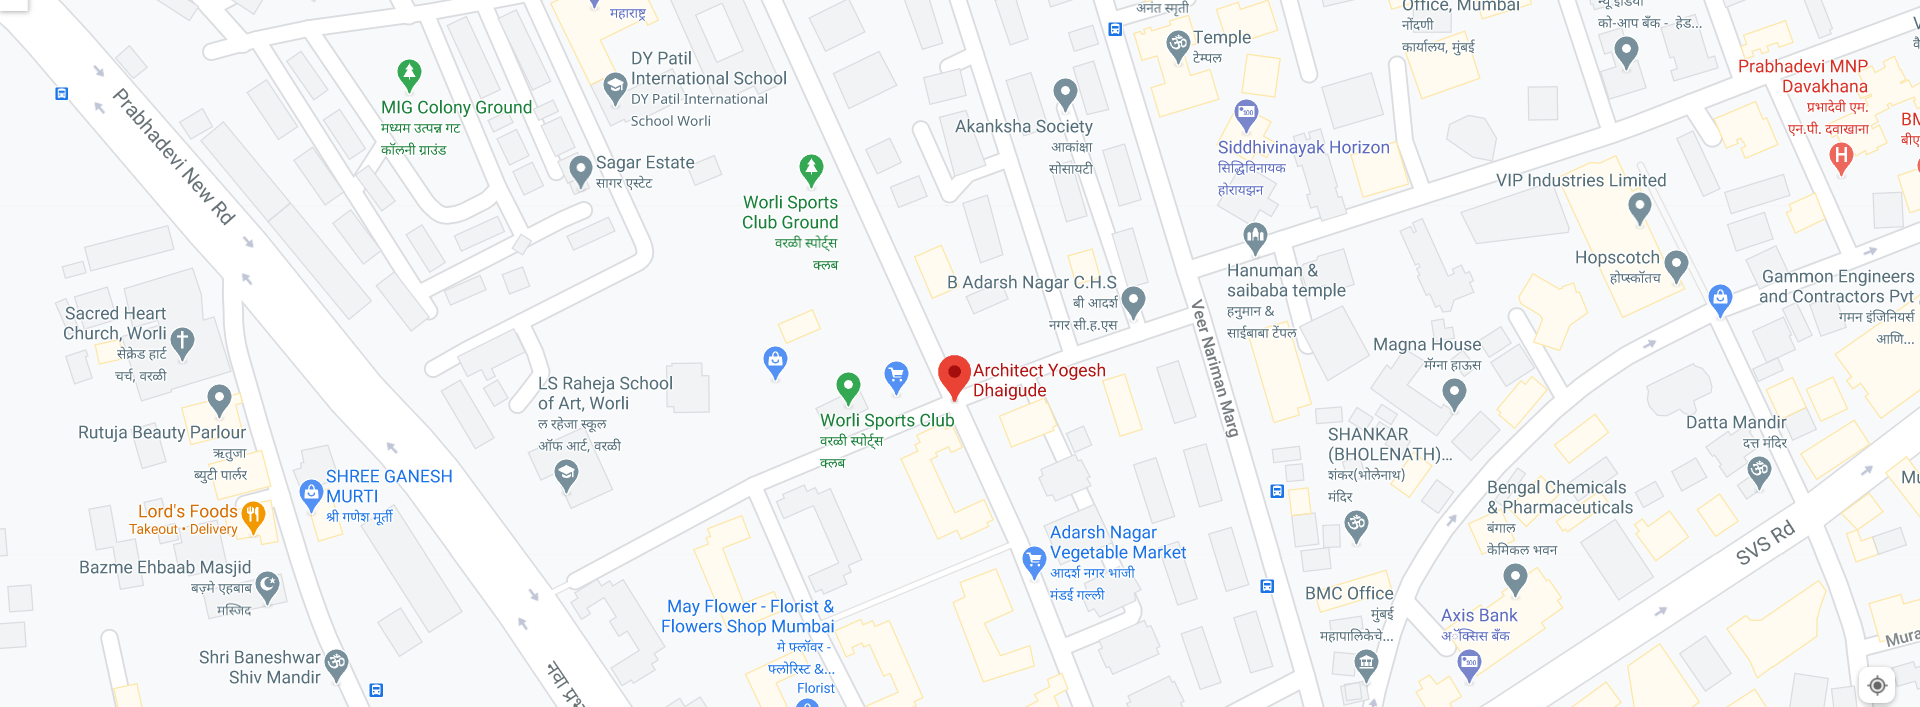 महाराष्ट्र
अनंत स्मृती
Office, Mumbai
नोंदणी
कार्यालय, मुंबई
को-आप बँक - हेड...
Temple
टेम्पल
DY Patil
International School
DY Patil International
School Worli
MIG Colony Ground
मध्यम उत्पन्न गट
कॉलनी ग्राउंड
Prabhadevi New Rd
Sagar Estate
सागर एस्टेट
Akanksha Society
आकांक्षा
सोसायटी
Siddhivinayak Horizon
सिद्धिविनायक
होरायझन
Prabhadevi MNP
Davakhana
प्रभादेवी एम.
एन.पी. दवाखाना
VIP Industries Limited
Worli Sports
Club Ground
वरळी स्पोर्ट्स
क्लब
Hopscotch
होप्स्कॉतच
Hanuman &
saibaba temple
हनुमान &
साईबाबा टेंपल
B Adarsh Nagar C.H.S
बी आदर्श
नगर सी.ह.एस
Gammon Engineers
and Contractors Pvt
गमन इंजिनियर्स
आणि...
Sacred Heart
Church, Worli
सेक्रेड हार्ट
चर्च, वरळी
Veer Nariman Marg
Magna House
मॅग्ना हाऊस
Architect Yogesh
Dhaigude
LS Raheja School
of Art, Worli
ल रहेजा स्कूल
ऑफ आर्ट, वरळी
Worli Sports Club
वरळी स्पोर्ट्स
क्लब
Rutuja Beauty Parlour
ऋतुजा
ब्युटी पार्लर
Datta Mandir
दत्त मंदिर
SHANKAR
(BHOLENATH)...
शंकर(भोलेनाथ)
मंदिर
SHREE GANESH
MURTI
श्री गणेश मूर्ती
Lord's Foods
Takeout • Delivery
Bengal Chemicals
& Pharmaceuticals
बंगाल
केमिकल भवन
SVS Rd
Adarsh Nagar
Vegetable Market
आदर्श नगर भाजी
मंडई गल्ली
Bazme Ehbaab Masjid
बज़्मे एहबाब
मस्जिद
May Flower - Florist &
Flowers Shop Mumbai
मे फ्लॉवर -
फ्लोरिस्ट &...
Florist
BMC Office
मुंबई
महापालिकेचे...
Axis Bank
अॅक्सिस बँक
Shri Baneshwar
Shiv Mandir